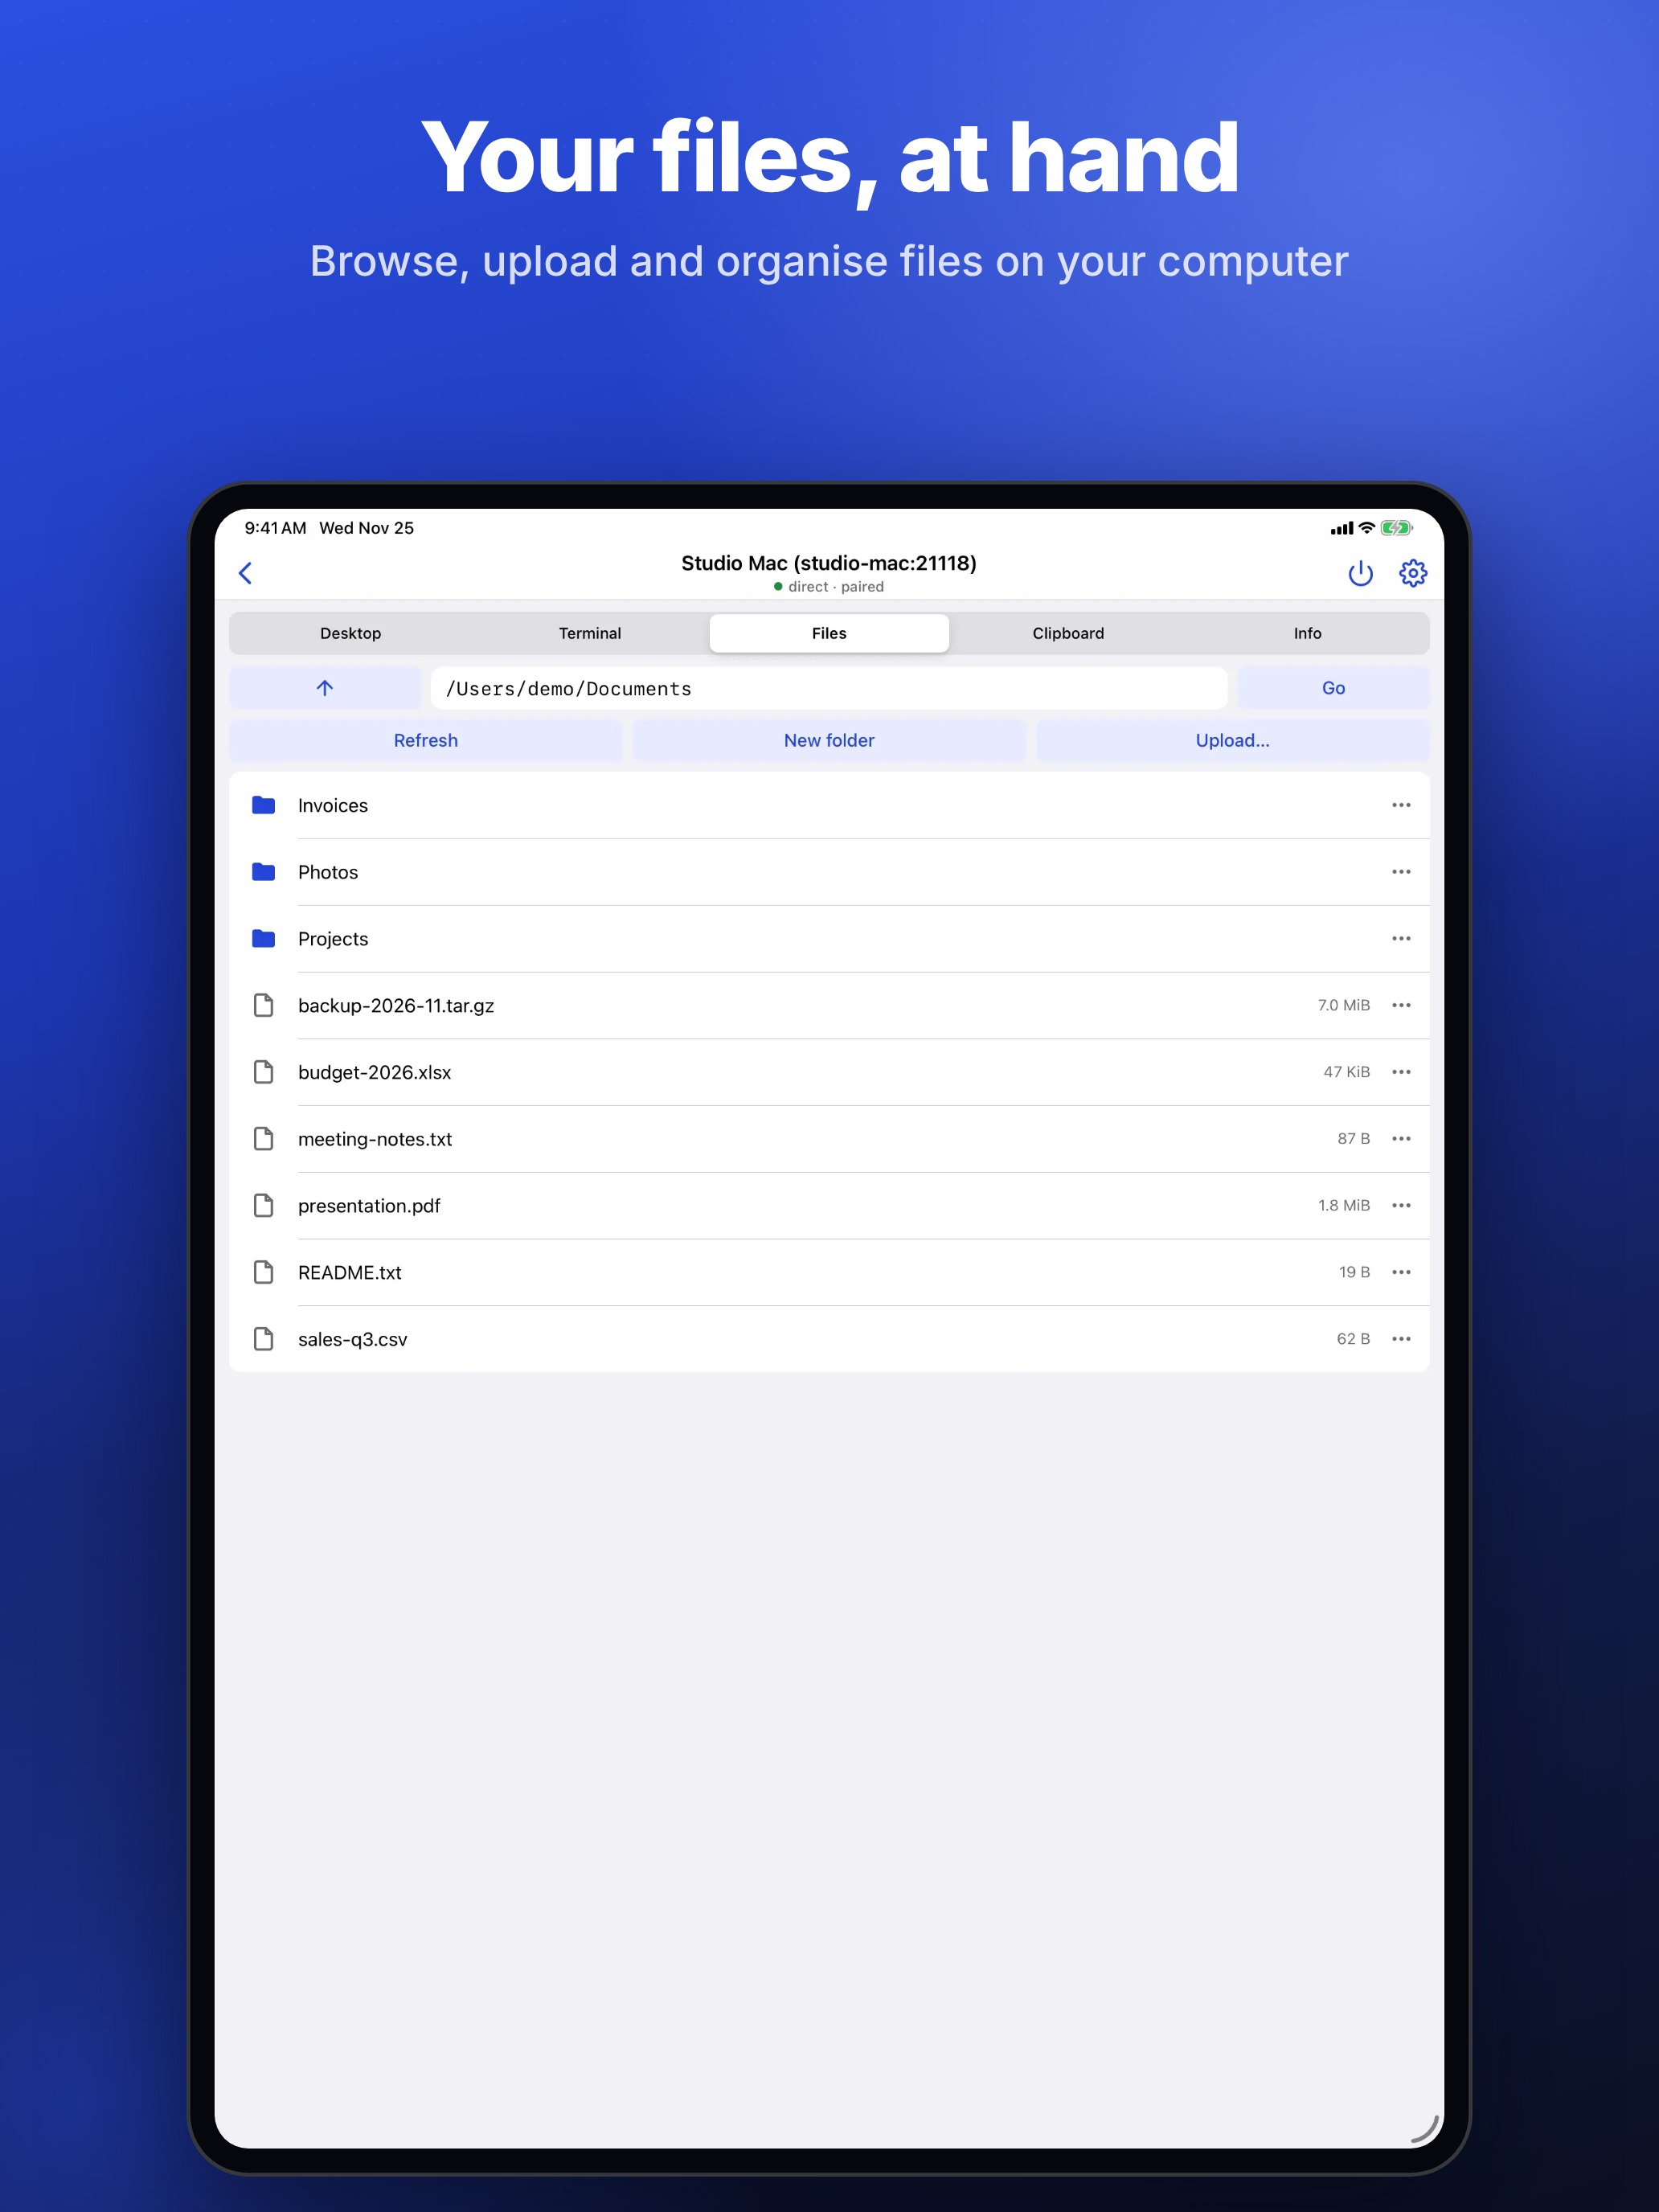 Your files, at hand
Browse, upload and organise files on your computer
9:41 AM Wed Nov 25
Studio Mac (studio-mac:21118)
direct · paired
Desktop Terminal Files Clipboard Info
/Users/demo/Documents Go
Refresh New folder Upload...
Invoices
Photos
Projects
backup-2026-11.tar.gz 7.0 MiB
budget-2026.xlsx 47 KiB
meeting-notes.txt 87 B
presentation.pdf 1.8 MiB
README.txt 19 B
sales-q3.csv 62 B